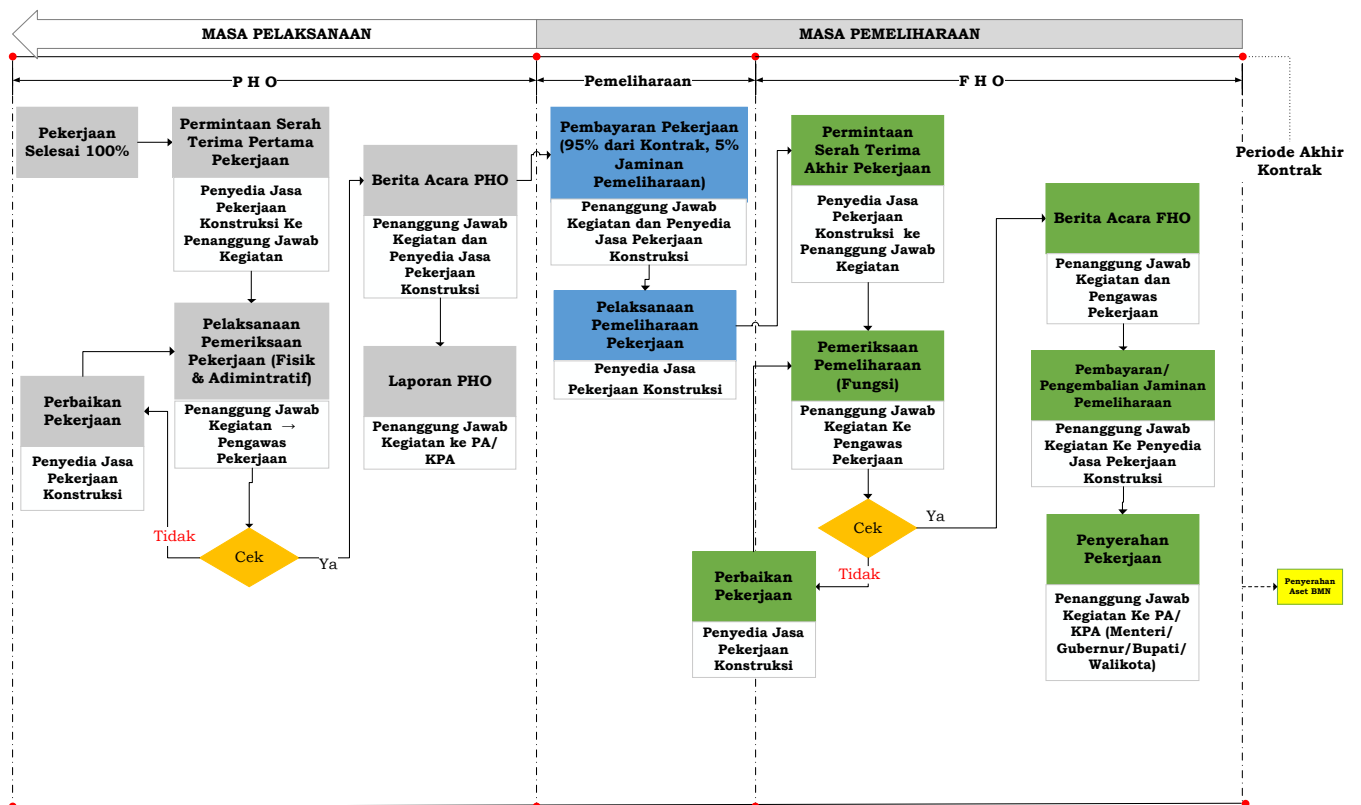 MASA PELAKSANAAN
MASA PEMELIHARAAN
P H O
Pemeliharaan
F H O
Pekerjaan
Selesai 100%
Permintaan Serah
Terima Pertama
Pekerjaan
Penyedia Jasa
Pekerjaan
Konstruksi Ke
Penanggung Jawab
Kegiatan
Pelaksanaan
Pemeriksaan
Pekerjaan (Fisik
& Adimintratif)
Penanggung Jawab
Kegiatan →
Pengawas
Pekerjaan
Perbaikan
Pekerjaan
Penyedia Jasa
Pekerjaan
Konstruksi
Tidak
Cek
Ya
Berita Acara PHO
Penanggung Jawab
Kegiatan dan
Penyedia Jasa
Pekerjaan
Konstruksi
Laporan PHO
Penanggung Jawab
Kegiatan ke PA/
KPA
Pembayaran Pekerjaan
(95% dari Kontrak, 5%
Jaminan
Pemeliharaan)
Penanggung Jawab
Kegiatan dan Penyedia
Jasa Pekerjaan
Konstruksi
Pelaksanaan
Pemeliharaan
Pekerjaan
Penyedia Jasa
Pekerjaan Konstruksi
Permintaan
Serah Terima
Akhir Pekerjaan
Penyedia Jasa
Pekerjaan
Konstruksi ke
Penanggung Jawab
Kegiatan
Pemeriksaan
Pemeliharaan
(Fungsi)
Penanggung Jawab
Kegiatan Ke
Pengawas
Pekerjaan
Cek
Ya
Tidak
Perbaikan
Pekerjaan
Penyedia Jasa
Pekerjaan
Konstruksi
Berita Acara FHO
Penanggung Jawab
Kegiatan dan
Pengawas
Pekerjaan
Pembayaran/
Pengembalian Jaminan
Pemeliharaan
Penanggung Jawab
Kegiatan Ke Penyedia
Jasa Pekerjaan
Konstruksi
Penyerahan
Pekerjaan
Penanggung Jawab
Kegiatan Ke PA/
KPA (Menteri/
Gubernur/Bupati/
Walikota)
Periode Akhir
Kontrak
Penyerahan
Aset BMN